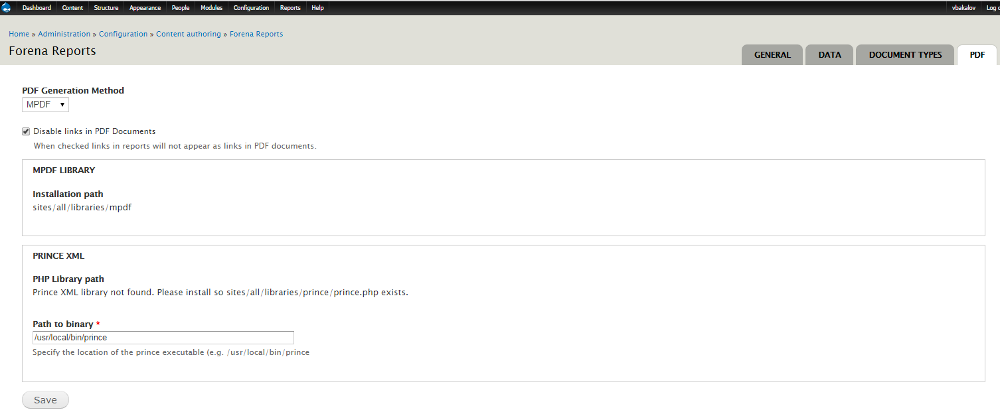 Dashboard Content Structure Appearance People Modules Configuration Reports Help vbakalov Log
Home » Administration » Configuration » Content authoring » Forena Reports
Forena Reports
GENERAL DATA DOCUMENT TYPES PDF
PDF Generation Method
MPDF
Disable links in PDF Documents
When checked links in reports will not appear as links in PDF documents.
MPDF LIBRARY
Installation path
sites/all/libraries/mpdf
PRINCE XML
PHP Library path
Prince XML library not found. Please install so sites/all/libraries/prince/prince.php exists.
Path to binary *
/usr/local/bin/prince
Specify the location of the prince executable (e.g. /usr/local/bin/prince
Save